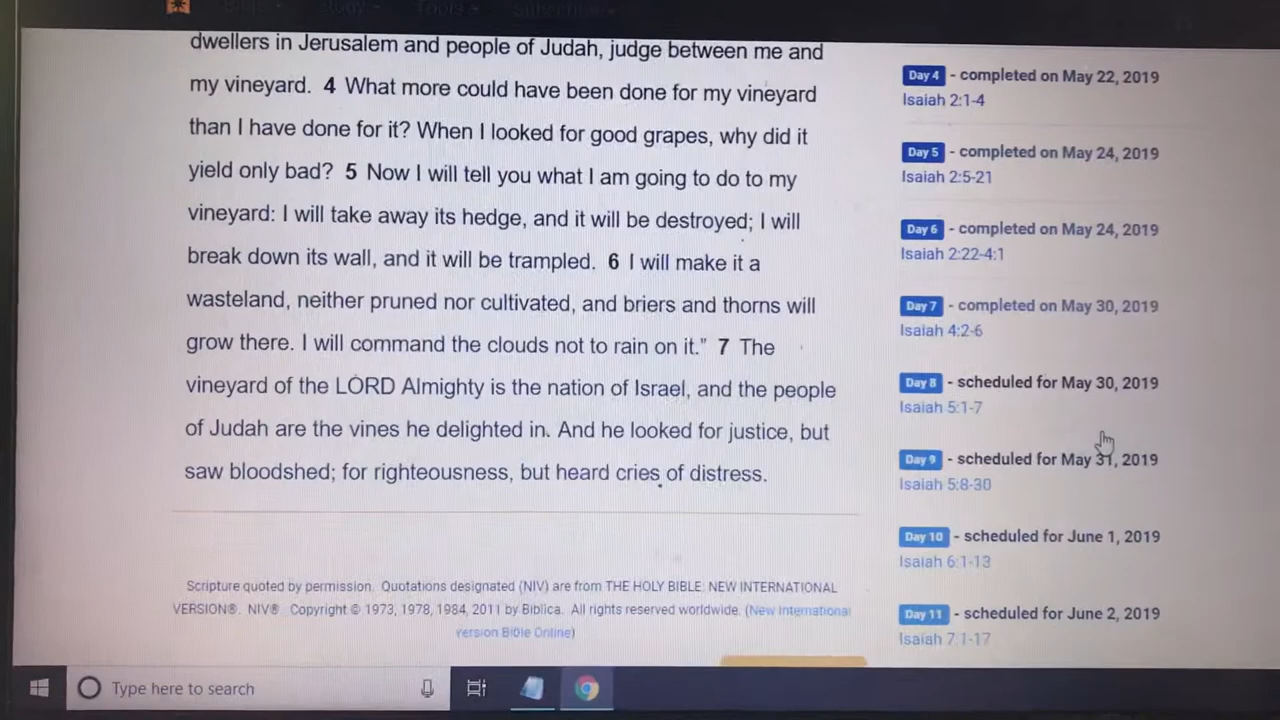 Study
Tools
dwellers in Jerusalem and people of Judah, judge between me and
my vineyard. 4 What more could have been done for my vineyard
than I have done for it? When I looked for good grapes, why did it
yield only bad? 5 Now I will tell you what I am going to do to my
vineyard: I will take away its hedge, and it will be destroyed; I will
break down its wall, and it will be trampled. 6 I will make it a
wasteland, neither pruned nor cultivated, and briers and thorns will
grow there. I will command the clouds not to rain on it." 7 The
vineyard of the LORD Almighty is the nation of Israel, and the people
of Judah are the vines he delighted in. And he looked for justice, but
saw bloodshed; for righteousness, but heard cries of distress.
Scripture quoted by permission. Quotations designated (NIV) are from THE HOLY BIBLE: NEW INTERNATIONAL
VERSION®. NIV®. Copyright © 1973, 1978, 1984, 2011 by Biblica. All rights reserved worldwide. (New International
Version Bible Online)
Day 4 - completed on May 22, 2019
Isaiah 2:1-4
Day 5 - completed on May 24, 2019
Isaiah 2:5-21
Day 6 - completed on May 24, 2019
Isaiah 2:22-4:1
Day 7 - completed on May 30, 2019
Isaiah 4:2-6
Day 8 - scheduled for May 30, 2019
Isaiah 5:1-7
Day 9 - scheduled for May 31, 2019
Isaiah 5:8-30
Day 10 - scheduled for June 1, 2019
Isaiah 6:1-13
Day 11 - scheduled for June 2, 2019
Isaiah 7:1-17
Type here to search